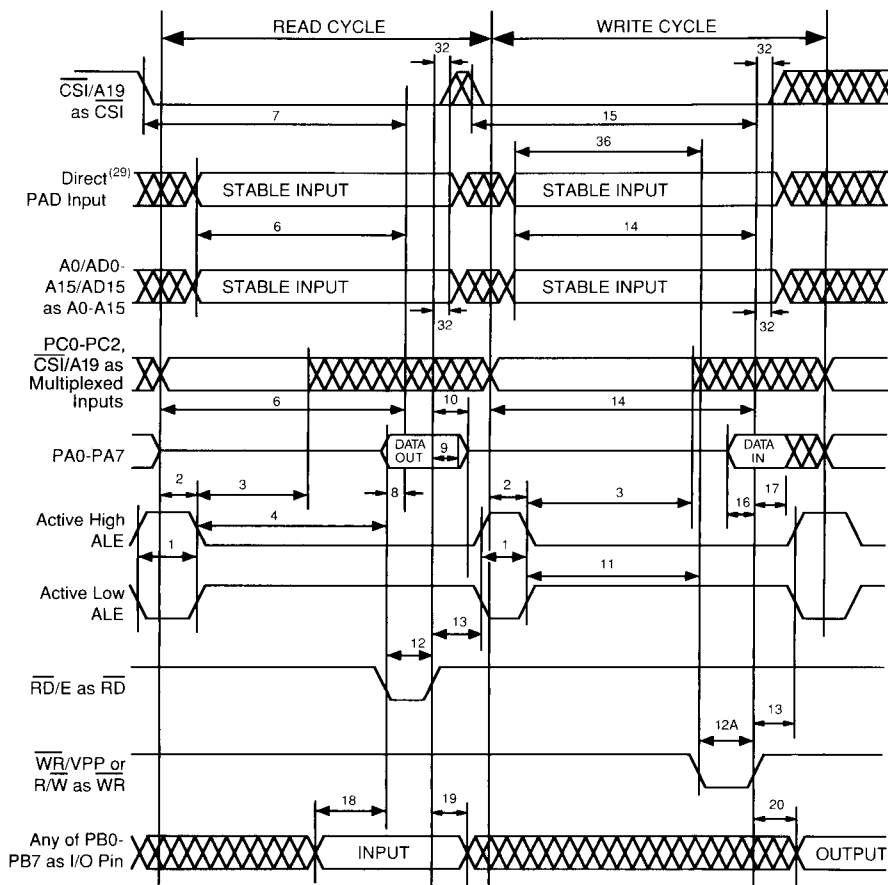 READ CYCLE
WRITE CYCLE
32
32
CSI/A19
as CSI
7
15
36
Direct(29)
PAD Input
STABLE INPUT
STABLE INPUT
6
14
A0/AD0-
A15/AD15
as A0-A15
STABLE INPUT
STABLE INPUT
32
32
PC0-PC2,
CSI/A19 as
Multiplexed
Inputs
6
10
14
PA0-PA7
DATA
OUT
9
DATA
IN
2
3
8
2
3
16
17
Active High
ALE
4
1
1
11
Active Low
ALE
12
13
RD/E as RD
12A
13
WR/VPP or
R/W as WR
18
19
20
Any of PB0-
PB7 as I/O Pin
INPUT
OUTPUT